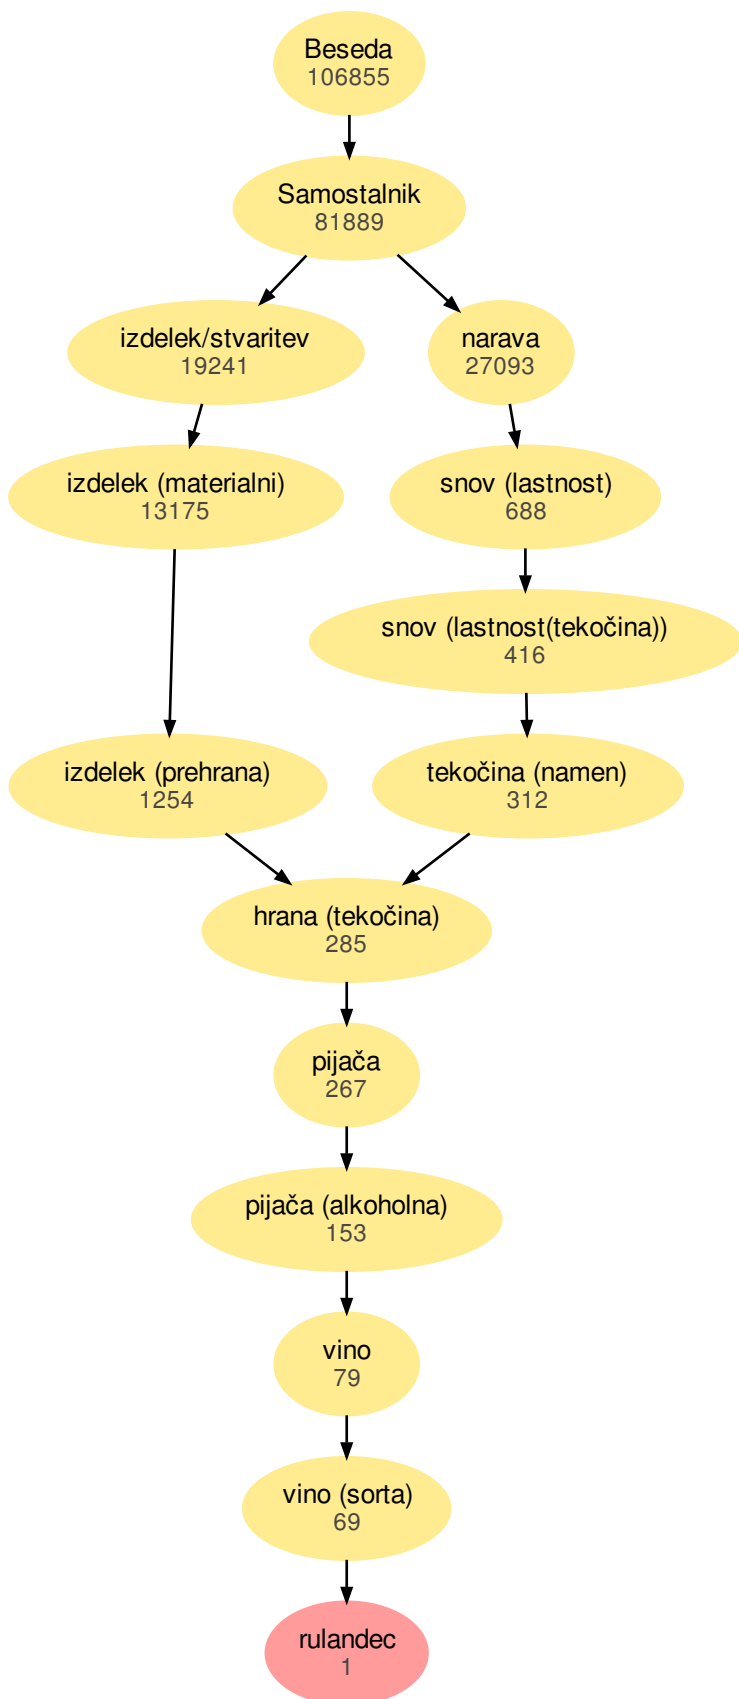 Beseda
106855
Samostalnik
81889
izdelek/stvaritev
19241
narava
27093
izdelek (materialni)
13175
snov (lastnost)
688
snov (lastnost(tekočina))
416
izdelek (prehrana)
1254
tekočina (namen)
312
hrana (tekočina)
285
pijača
267
pijača (alkoholna)
153
vino
79
vino (sorta)
69
rulandec
1